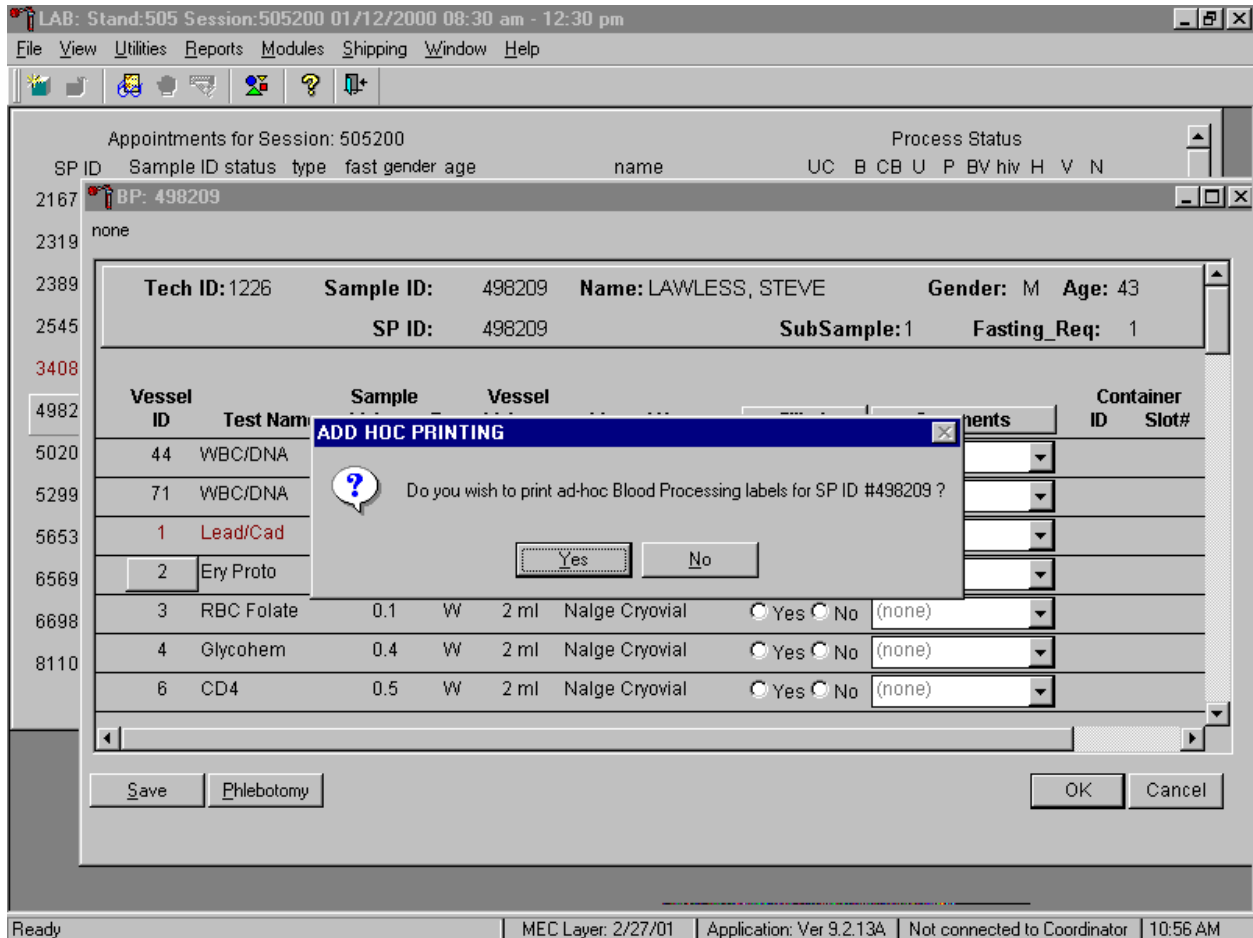 LAB: Stand:505 Session:505200 01/12/2000 08:30 am - 12:30 pm
File View Utilities Reports Modules Shipping Window Help
Appointments for Session: 505200 Process Status
SP ID Sample ID status type fast gender age name UC B CB U P BV hiv H V N
2167 BP: 498209
none
2319
2389 Tech ID: 1226 Sample ID: 498209 Name: LAWLESS, STEVE Gender: M Age: 43
2545 SP ID: 498209 SubSample: 1 Fasting_Req: 1
3408
Vessel Sample Vessel Container
4982 ID Test Nam ID Slot#
ADD HOC PRINTING
5020 44 WBC/DNA
Do you wish to print ad-hoc Blood Processing labels for SP ID #498209 ?
5299 71 WBC/DNA
5653 1 Lead/Cad
Yes No
6569 2 Ery Proto
6698 3 RBC Folate 0.1 W 2 ml Nalge Cryovial Yes No (none)
8110 4 Glycohem 0.4 W 2 ml Nalge Cryovial Yes No (none)
6 CD4 0.5 W 2 ml Nalge Cryovial Yes No (none)
Save Phlebotomy OK Cancel
Ready MEC Layer: 2/27/01 Application: Ver 9.2.13A Not connected to Coordinator 10:56 AM